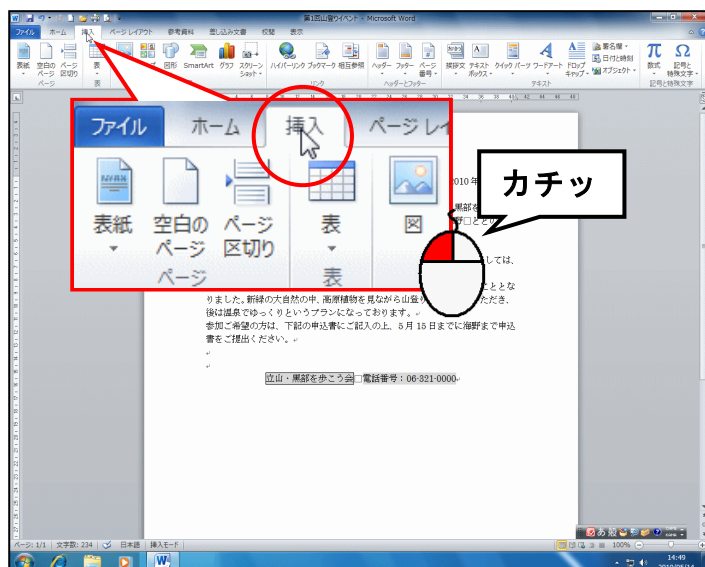 第1回山登りイベント - Microsoft Word
ファイル ホーム 挿入 ページ レイアウト 参考資料 差し込み文書 校閲 表示
表紙 空白の ページ 表 図形 SmartArt グラフ スクリーン ハイパーリンク ブックマーク 相互参照 ヘッダー フッター ページ 挨拶文 テキスト クイック パーツ ワードアート ドロップ 署名欄 数式 記号と
ページ 区切り ショット 番号 ボックス キャップ 日付と時刻 特殊文字
オブジェクト
ページ 表 リンク ヘッダーとフッター テキスト 記号と特殊文字
ファイル ホーム 挿入 ページ レイ
表紙 空白の ページ 表 図
ページ 区切り
ページ 表
カチッ
2010 年
黒部を
しては、
こととな
りました。新緑の大自然の中、高原植物を見ながら山登り ただき、
後は温泉でゆっくりというプランになっております。
参加ご希望の方は、下記の申込書にご記入の上、5 月 15 日までに海野まで申込
書をご提出ください。
立山・黒部を歩こう会□電話番号：06-321-0000
あ 般
ページ: 1/1 文字数: 234 日本語 挿入モード 100%
14:49
2010/05/14